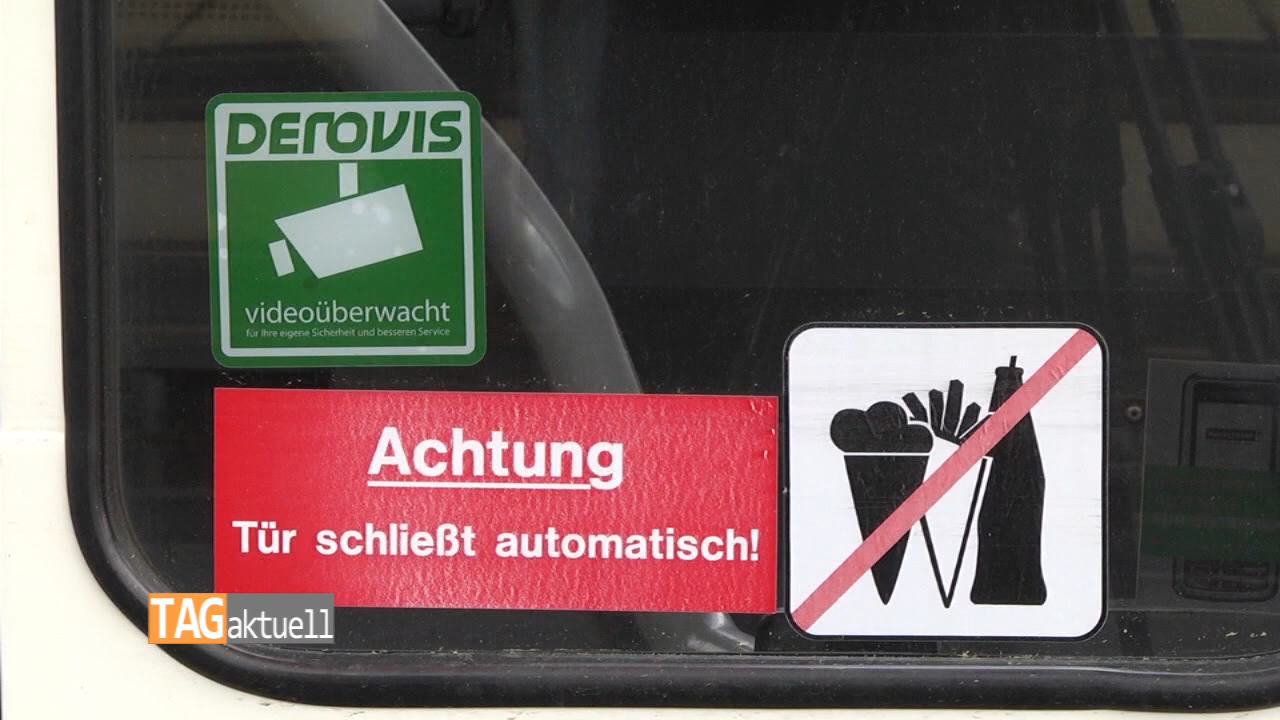 DEROVIS
videoüberwacht
für Ihre eigene Sicherheit und besseren Service
Achtung
Tür schließt automatisch!
TAGaktuell